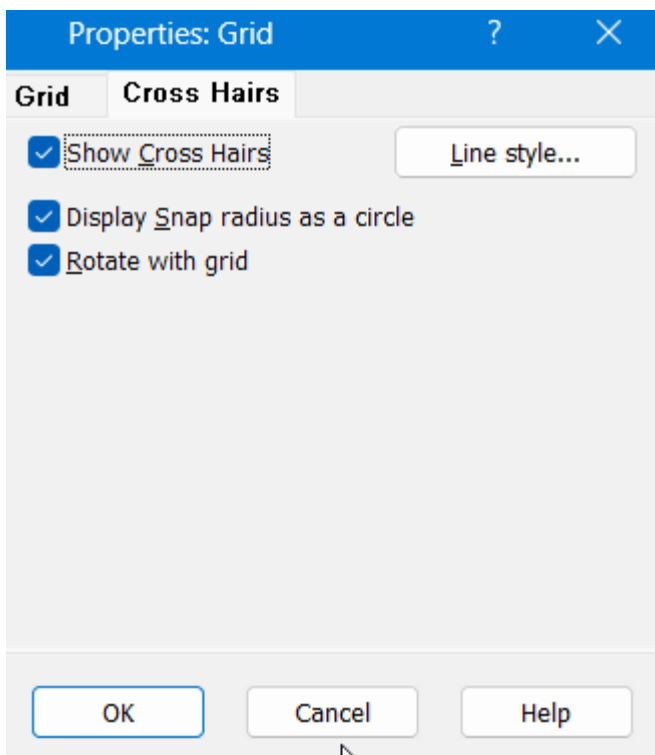 Properties: Grid ?
Grid Cross Hairs
Show Cross Hairs Line style...
Display Snap radius as a circle
Rotate with grid
OK Cancel Help